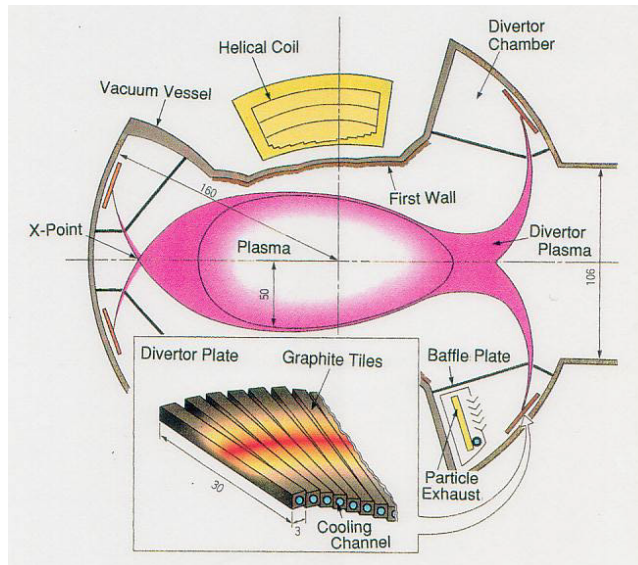 Helical Coil
Divertor
Chamber
Vacuum Vessel
First Wall
160
X-Point
Plasma
Divertor
Plasma
50
106
Divertor Plate
Graphite Tiles
Baffle Plate
30
3
Cooling
Channel
Particle
Exhaust